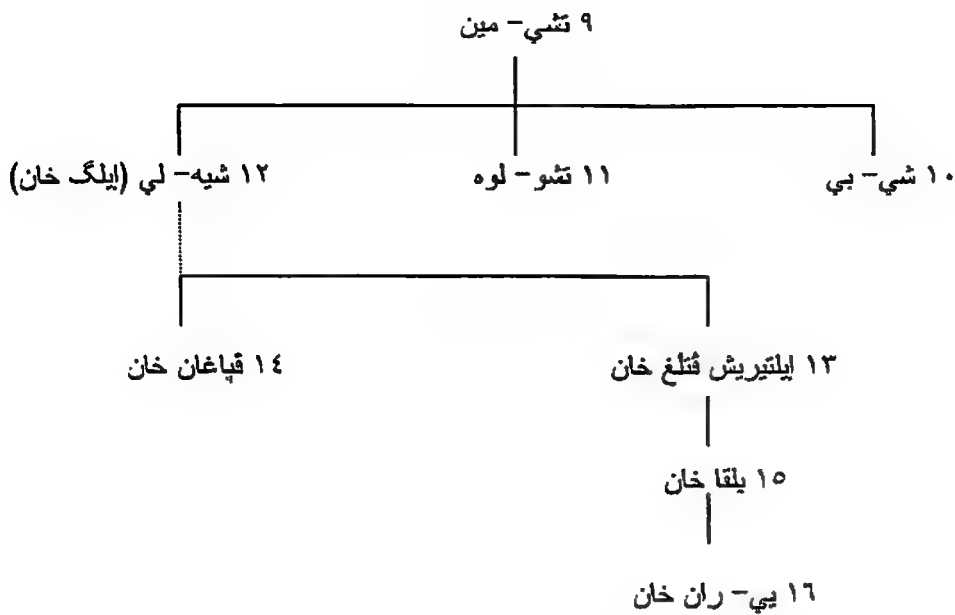 ٩ تشي- مين
١٠ شي- بي
١١ تشو- لوه
١٢ شيه- لي (ايلگ خان)
١٣ إيلتيريش قتلغ خان
١٤ قپاغان خان
١٥ يلقا خان
١٦ يي- ران خان